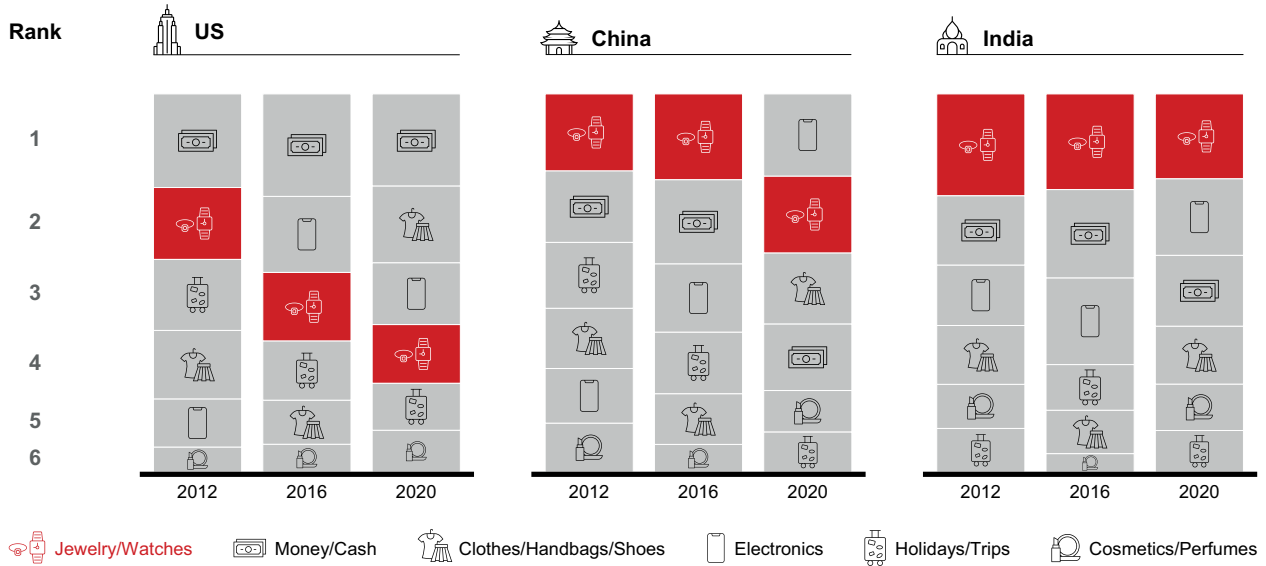 Rank
US
China
India
1
2
3
4
5
6
2012 2016 2020
2012 2016 2020
2012 2016 2020
Jewelry/Watches
Money/Cash
Clothes/Handbags/Shoes
Electronics
Holidays/Trips
Cosmetics/Perfumes